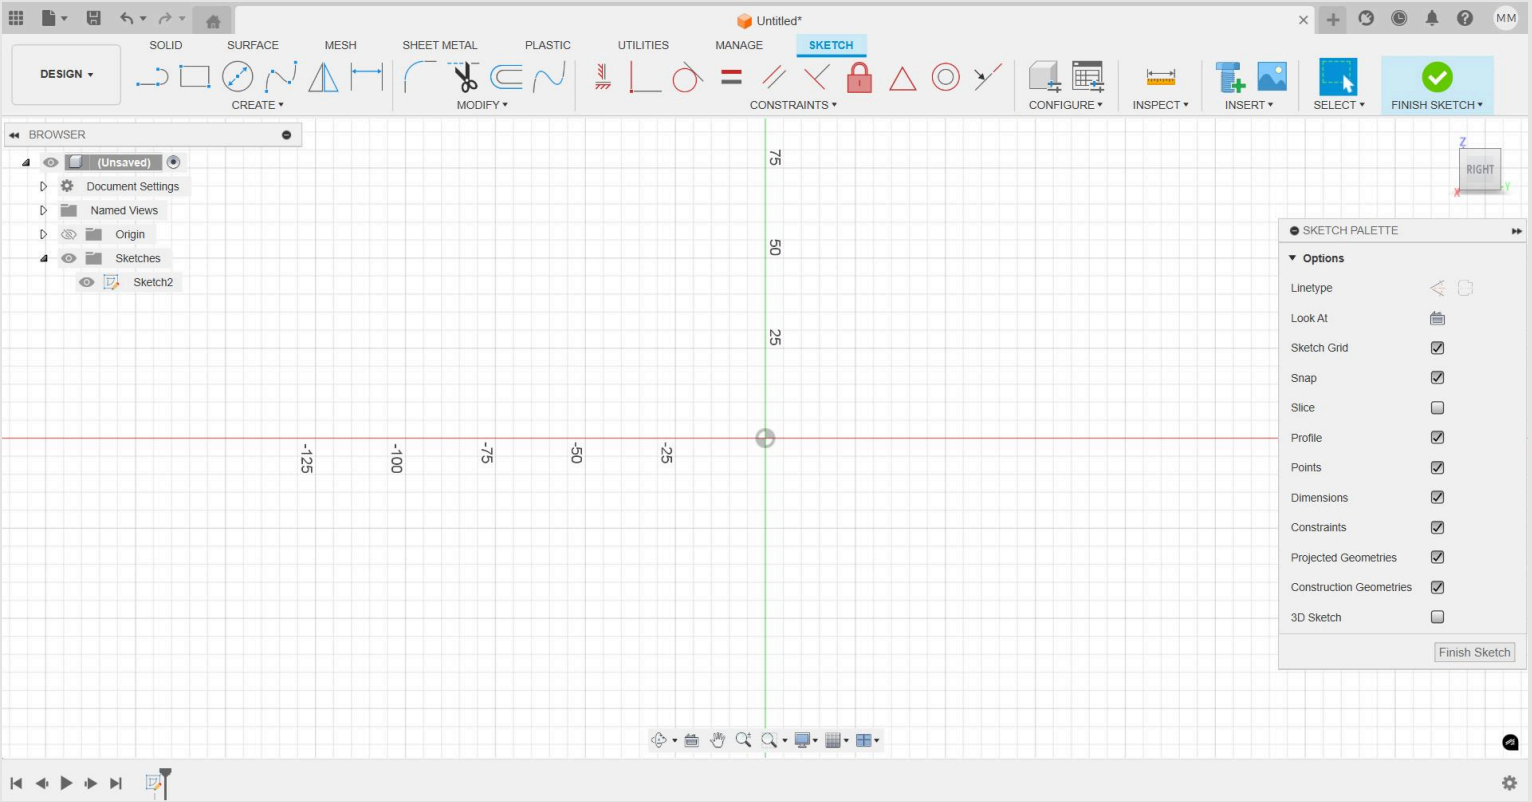 Untitled*
MM
SOLID SURFACE MESH SHEET METAL PLASTIC UTILITIES MANAGE SKETCH
DESIGN
CREATE MODIFY CONSTRAINTS CONFIGURE INSPECT INSERT SELECT FINISH SKETCH
BROWSER
(Unsaved)
Document Settings
Named Views
Origin
Sketches
Sketch2
75
50
25
-125 -100 -75 -50 -25
Z
RIGHT
X
Y
SKETCH PALETTE
Options
Linetype
Look At
Sketch Grid
Snap
Slice
Profile
Points
Dimensions
Constraints
Projected Geometries
Construction Geometries
3D Sketch
Finish Sketch